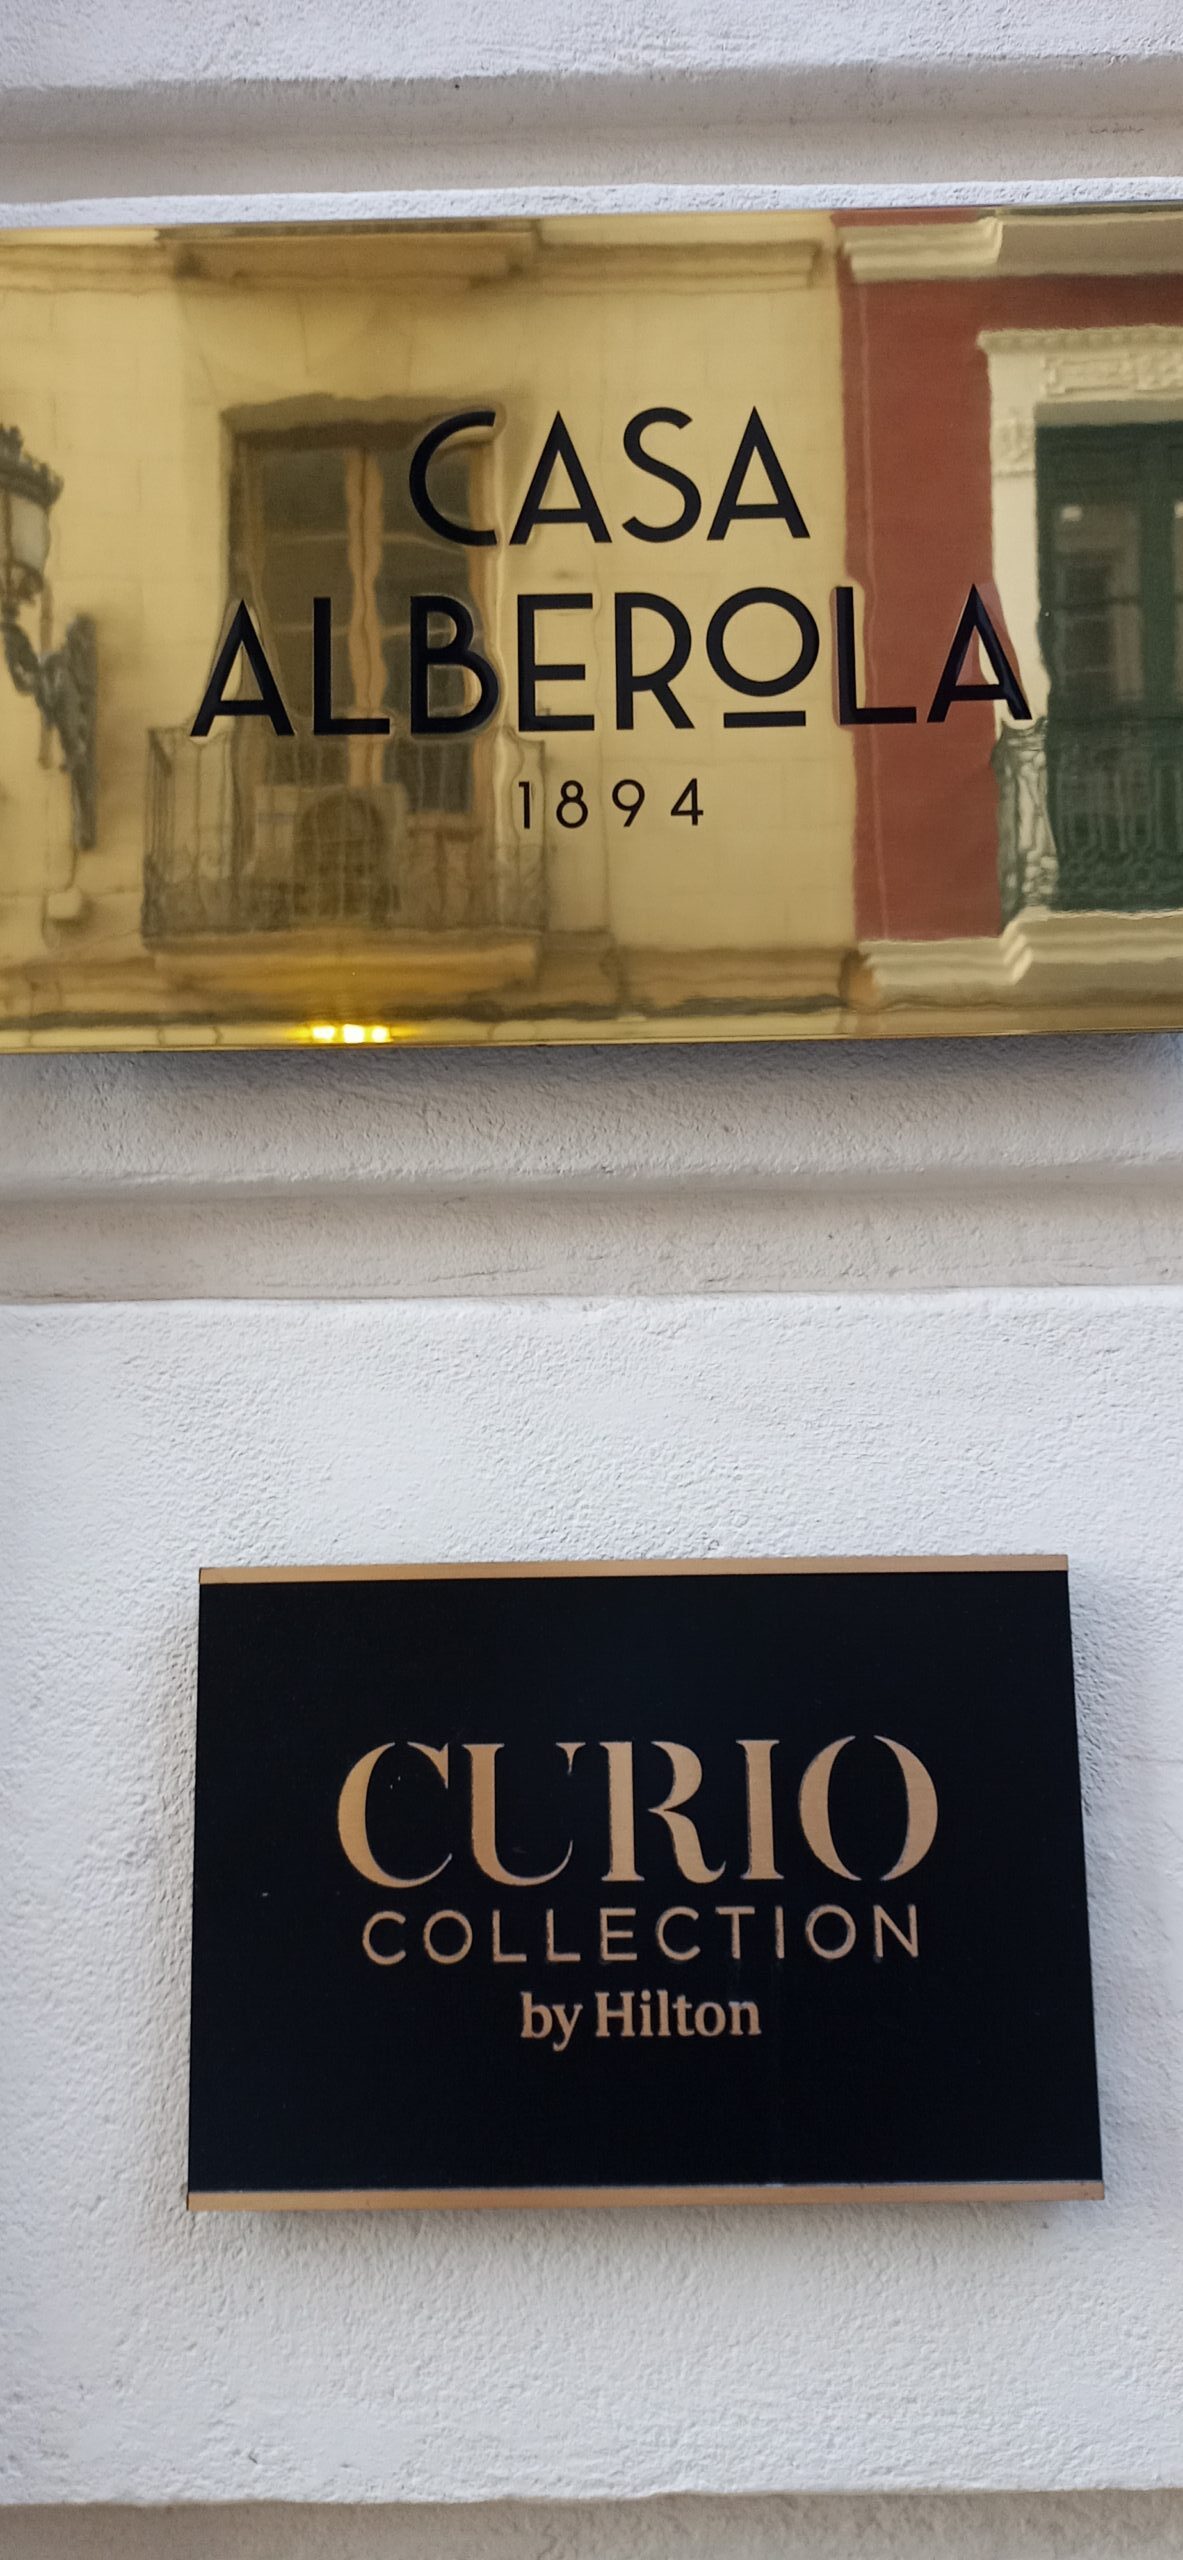 CASA
ALBEROLA
1894
CURIO
COLLECTION
by Hilton